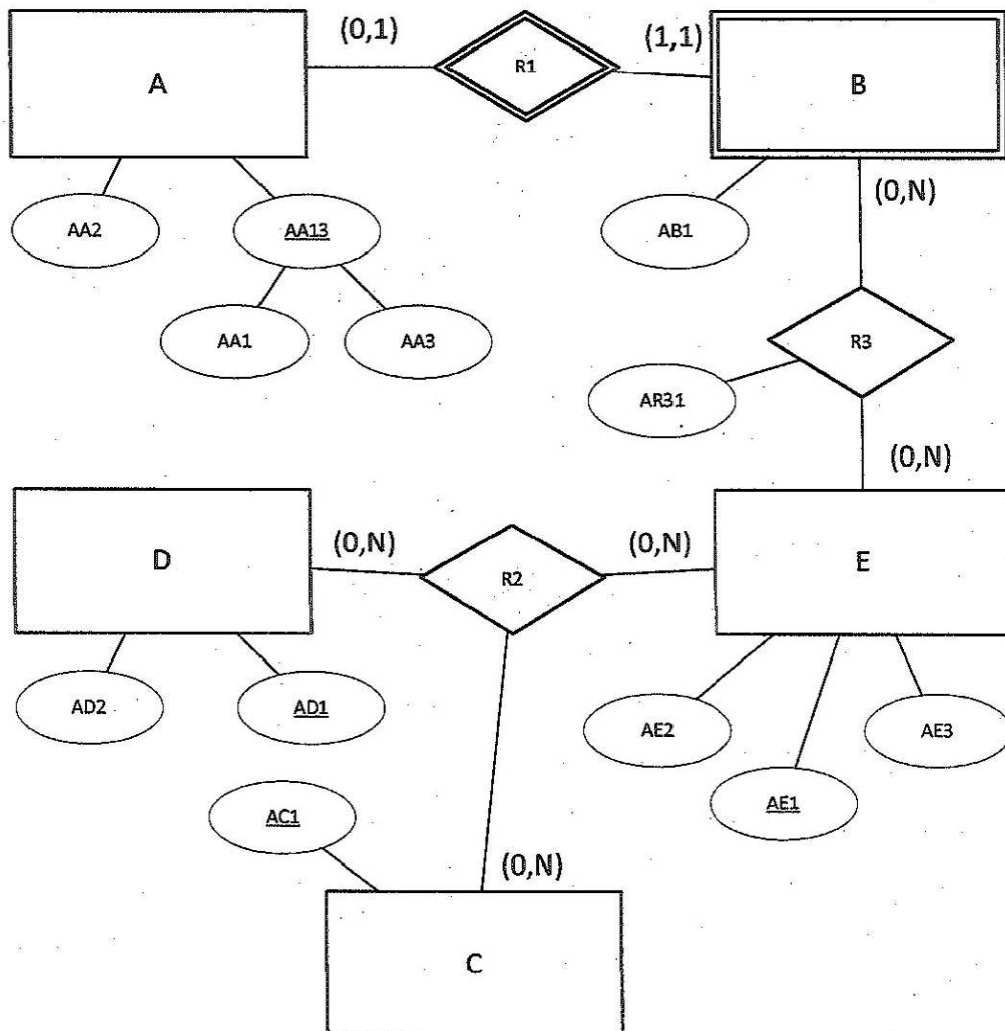 (0,1)
(1,1)
A
R1
B
(0,N)
AA2
AA13
AB1
AA1
AA3
R3
AR31
(0,N)
D
(0,N)
R2
(0,N)
E
AD2
AD1
AE2
AE3
AE1
AC1
(0,N)
C